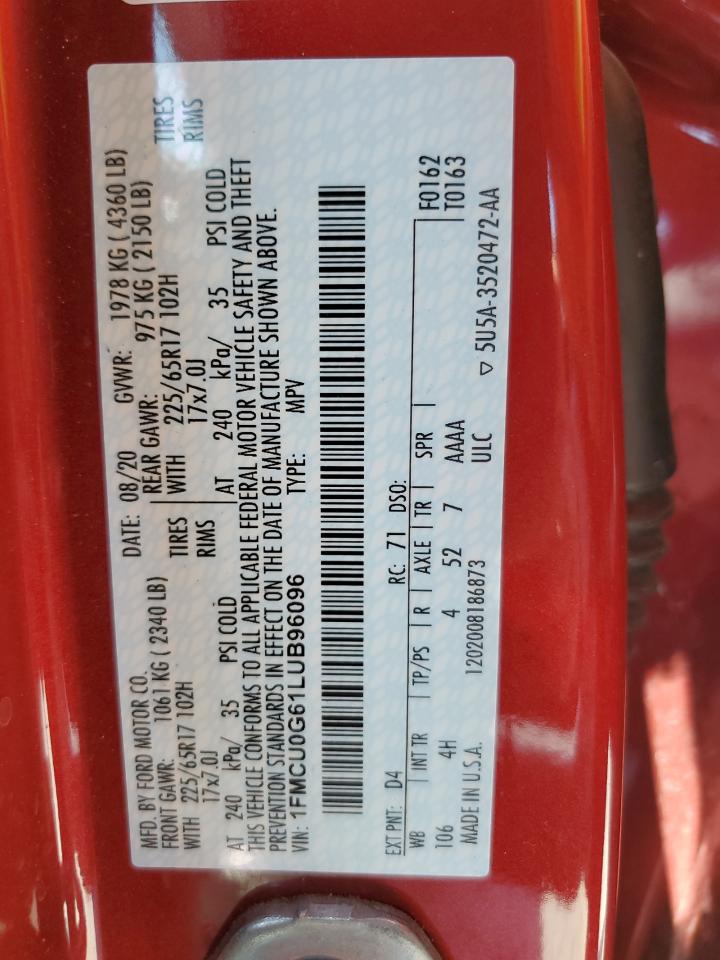 MFD. BY FORD MOTOR CO. DATE: 08/20 GVWR: 1978 KG ( 4360 LB)
FRONT GAWR: 1061 KG ( 2340 LB) REAR GAWR: 975 KG ( 2150 LB)
WITH 225/65R17 102H TIRES WITH 225/65R17 102H TIRES
17x7.0J RIMS 17x7.0J RIMS
AT 240 kPa/ 35 PSI COLD AT 240 kPa/ 35 PSI COLD
THIS VEHICLE CONFORMS TO ALL APPLICABLE FEDERAL MOTOR VEHICLE SAFETY AND THEFT
PREVENTION STANDARDS IN EFFECT ON THE DATE OF MANUFACTURE SHOWN ABOVE.
VIN: 1FMCU0G61LUB96096 TYPE: MPV
EXT PNT: D4 RC: 71 DSO: F0162
WB INT TR TP/PS R AXLE TR SPR T0163
106 4H 4 52 7 AAAA
MADE IN U.S.A. 1202008186873 ULC
▽ 5U5A-3520472-AA